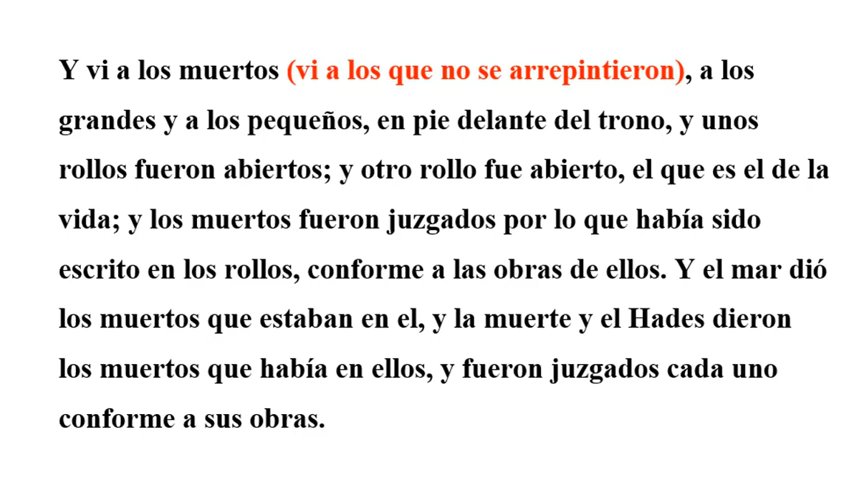 Y vi a los muertos (vi a los que no se arrepintieron), a los
grandes y a los pequeños, en pie delante del trono, y unos
rollos fueron abiertos; y otro rollo fue abierto, el que es el de la
vida; y los muertos fueron juzgados por lo que había sido
escrito en los rollos, conforme a las obras de ellos. Y el mar dió
los muertos que estaban en el, y la muerte y el Hades dieron
los muertos que había en ellos, y fueron juzgados cada uno
conforme a sus obras.